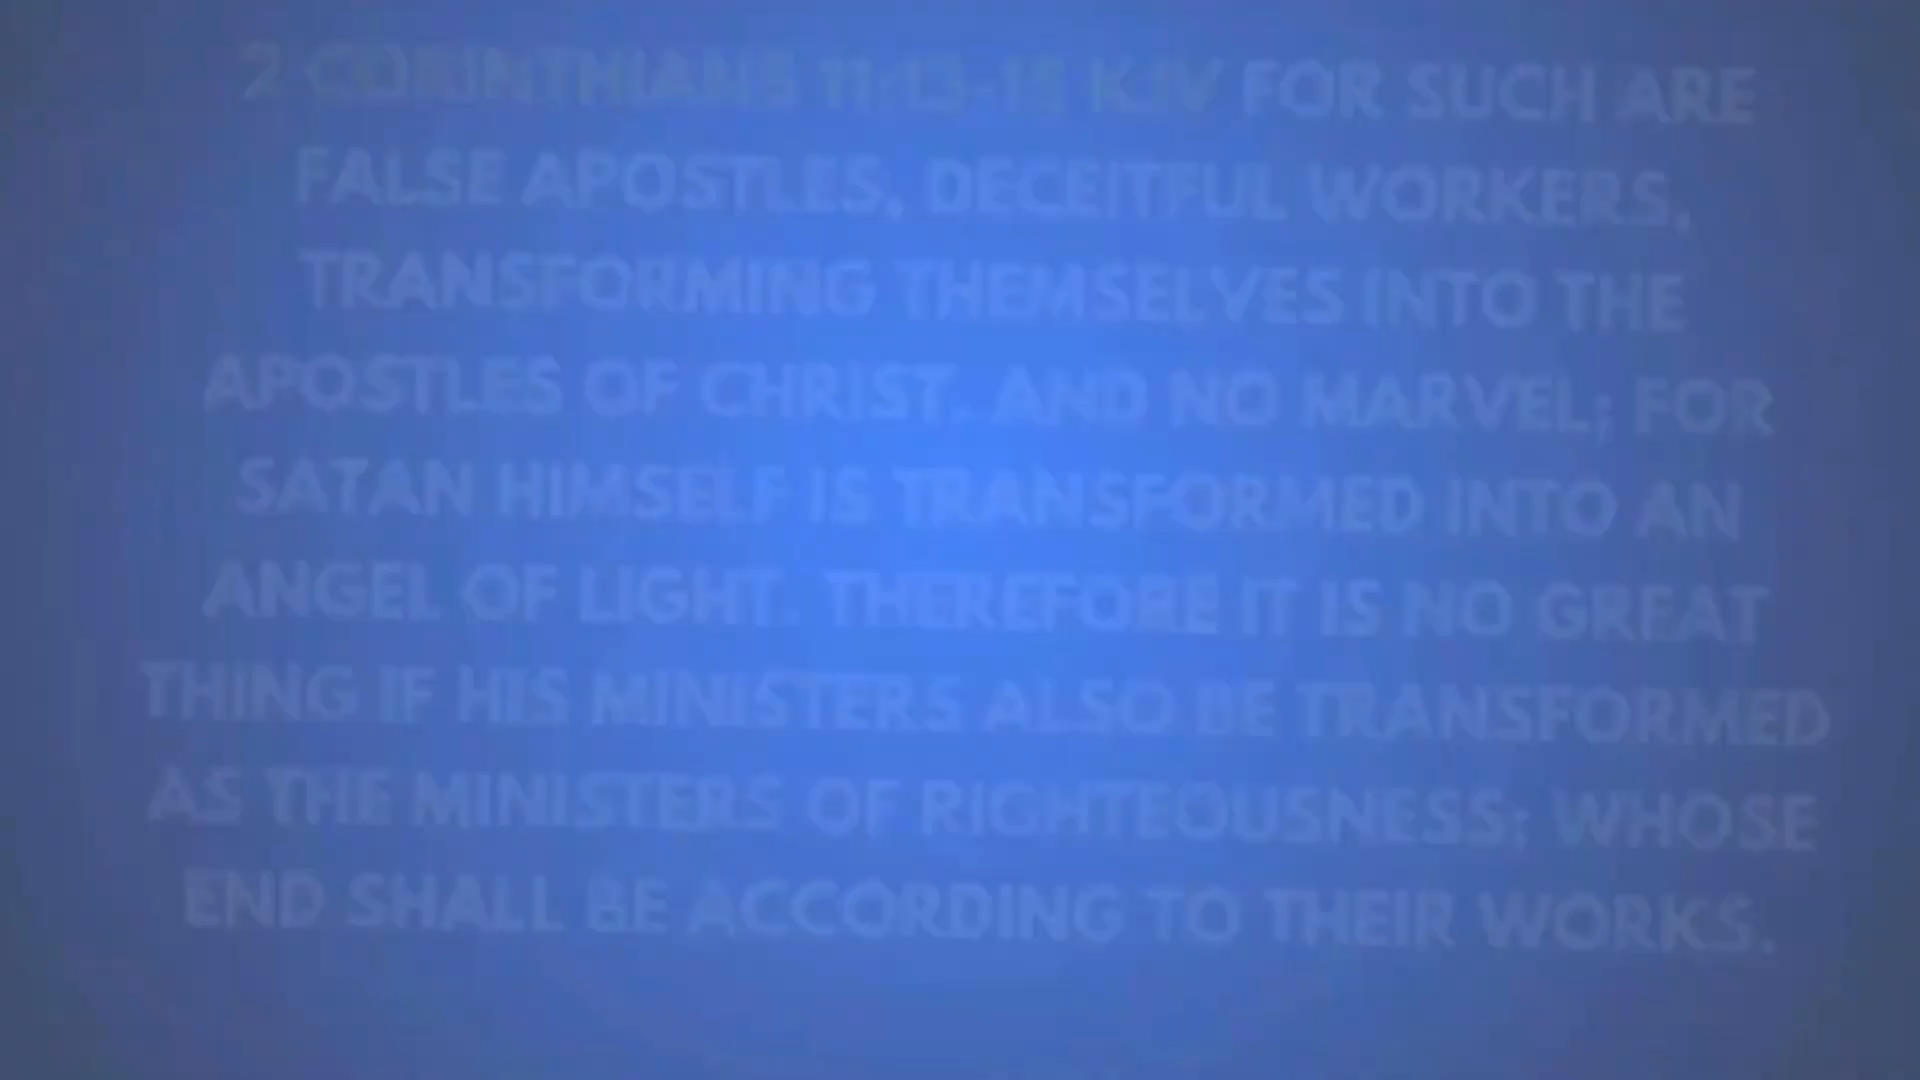 2 CORINTHIANS 11:13-15 KJV FOR SUCH ARE
FALSE APOSTLES, DECEITFUL WORKERS,
TRANSFORMING THEMSELVES INTO THE
APOSTLES OF CHRIST. AND NO MARVEL; FOR
SATAN HIMSELF IS TRANSFORMED INTO AN
ANGEL OF LIGHT. THEREFORE IT IS NO GREAT
THING IF HIS MINISTERS ALSO BE TRANSFORMED
AS THE MINISTERS OF RIGHTEOUSNESS; WHOSE
END SHALL BE ACCORDING TO THEIR WORKS.